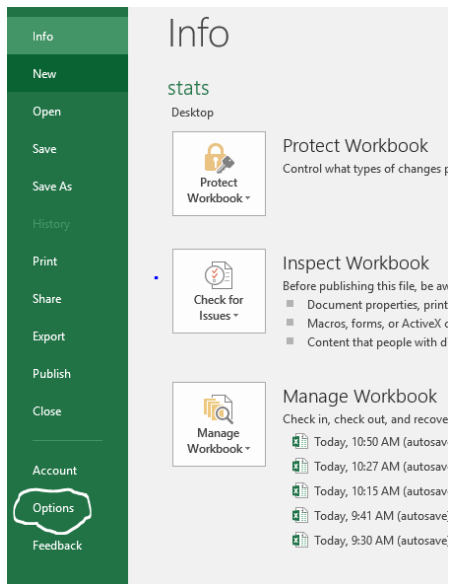 Info
New
Open
Save
Save As
History
Print
Share
Export
Publish
Close
Account
Options
Feedback
Info
stats
Desktop
Protect
Workbook
Protect Workbook
Control what types of changes p
Check for
Issues
Inspect Workbook
Before publishing this file, be aw
Document properties, print
Macros, forms, or ActiveX c
Content that people with d
Manage
Workbook
Manage Workbook
Check in, check out, and recove
Today, 10:50 AM (autosav
Today, 10:27 AM (autosav
Today, 10:15 AM (autosav
Today, 9:41 AM (autosave
Today, 9:30 AM (autosave